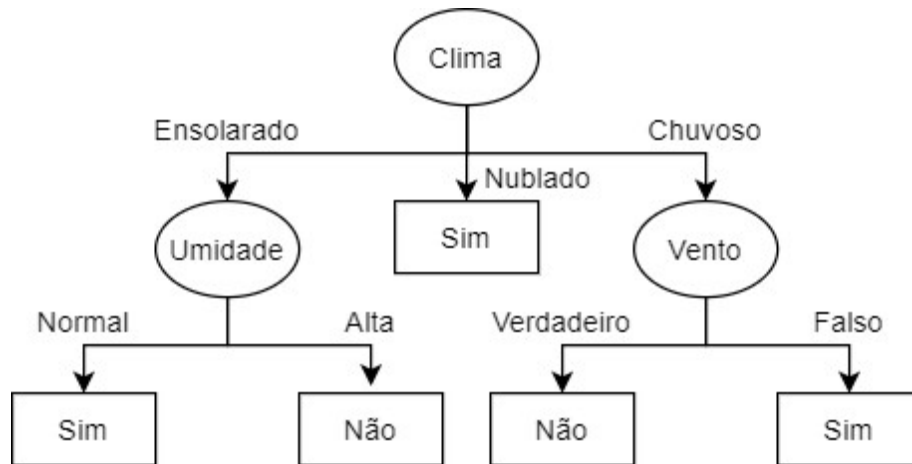 Clima
Ensolarado
Chuvoso
Nublado
Umidade
Sim
Vento
Normal
Alta
Verdadeiro
Falso
Sim
Não
Não
Sim